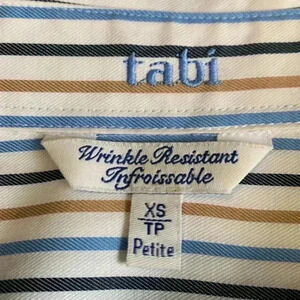 tabi
Wrinkle Resistant
Infroissable
XS
TP
Petite